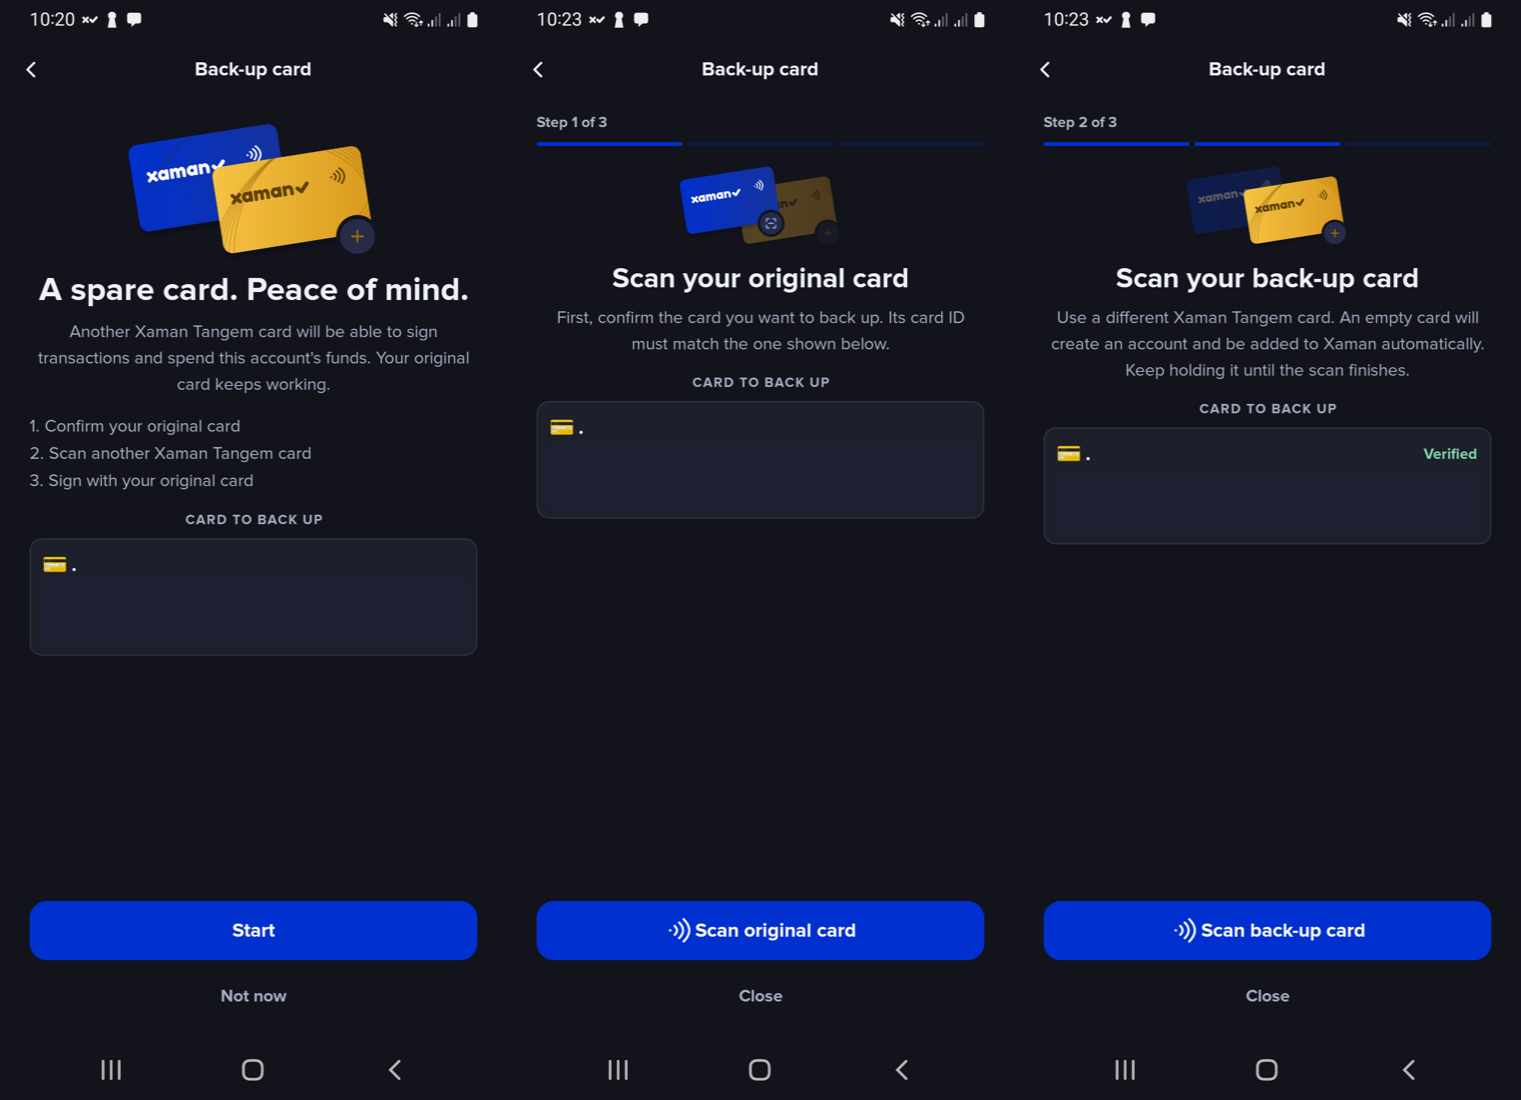 10:20
Back-up card
xaman
xaman
A spare card. Peace of mind.
Another Xaman Tangem card will be able to sign
transactions and spend this account's funds. Your original
card keeps working.
1. Confirm your original card
2. Scan another Xaman Tangem card
3. Sign with your original card
CARD TO BACK UP
.
Start
Not now
10:23
Back-up card
Step 1 of 3
xaman
Scan your original card
First, confirm the card you want to back up. Its card ID
must match the one shown below.
CARD TO BACK UP
.
Scan original card
Close
10:23
Back-up card
Step 2 of 3
xaman
xaman
Scan your back-up card
Use a different Xaman Tangem card. An empty card will
create an account and be added to Xaman automatically.
Keep holding it until the scan finishes.
CARD TO BACK UP
.
Verified
Scan back-up card
Close